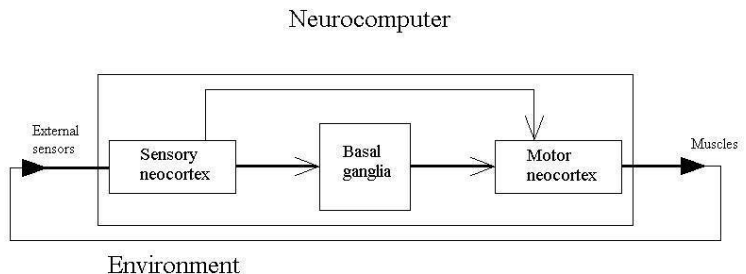 Neurocomputer
External
sensors
Sensory
neocortex
Basal
ganglia
Motor
neocortex
Muscles
Environment